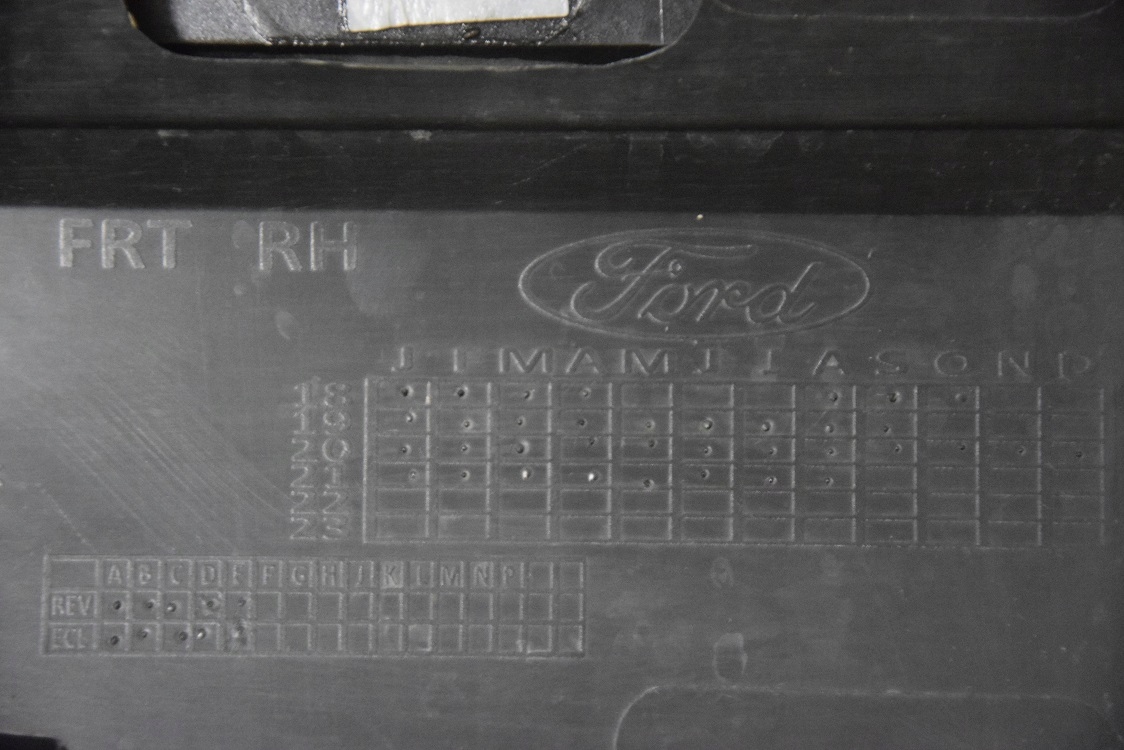 FRT RH
Ford
J F M A M J J A S O N D
18
19
20
21
22
23
A B C D E F G H J K L M N P
REV
ECL